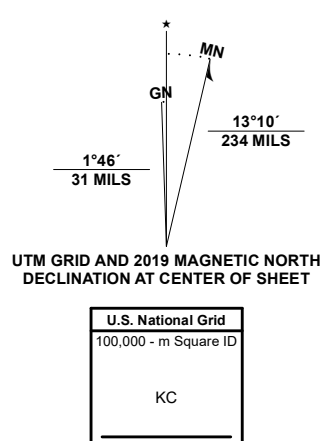 ★
MN
GN
13°10´
234 MILS
1°46´
31 MILS
UTM GRID AND 2019 MAGNETIC NORTH
DECLINATION AT CENTER OF SHEET
U.S. National Grid
100,000 - m Square ID
KC